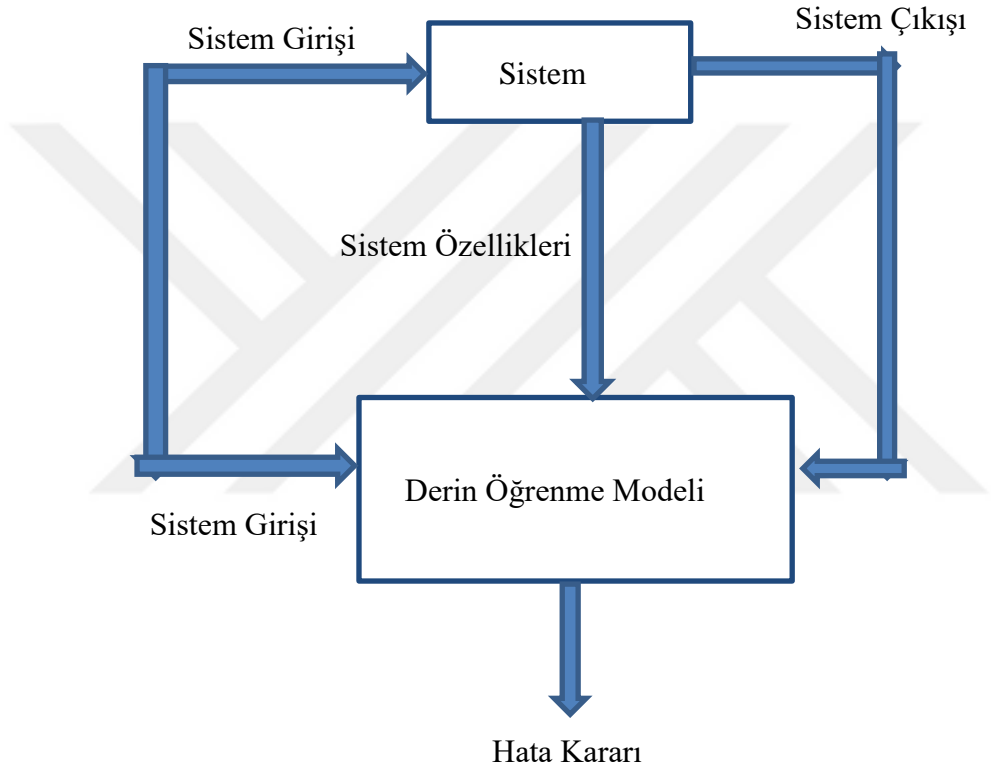 Sistem Çıkışı
Sistem Girişi
Sistem
Sistem Özellikleri
Derin Öğrenme Modeli
Sistem Girişi
Hata Kararı